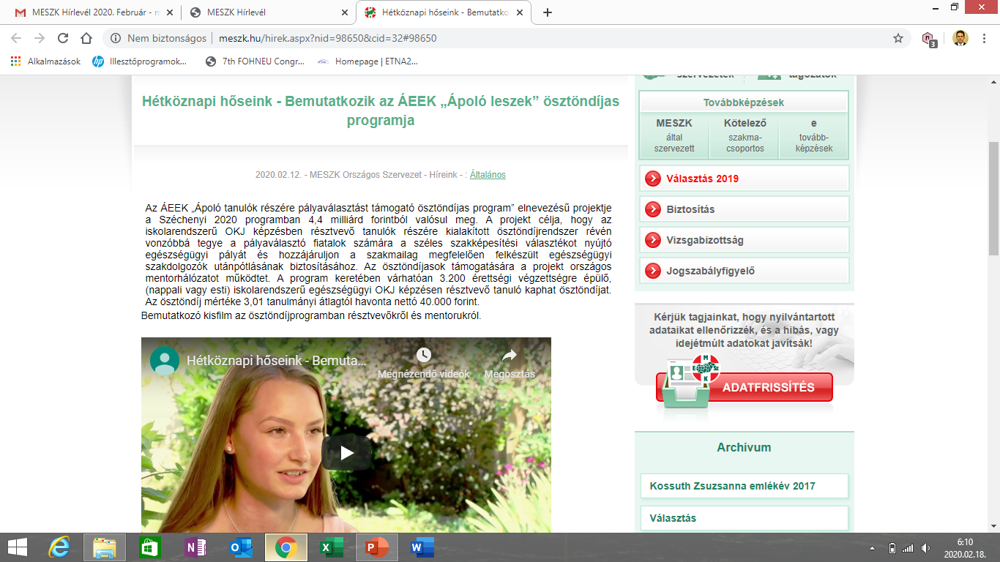 MESZK Hírlevél 2020. Február - m
MESZK Hírlevél
Hétköznapi hőseink - Bemutatko
Nem biztonságos | meszk.hu/hirek.aspx?nid=98650&cid=32#98650
3
Alkalmazások
Illesztőprogramok...
7th FOHNEU Congr...
Homepage | ETNA2...
Hétköznapi hőseink - Bemutatkozik az ÁEEK „Ápoló leszek” ösztöndíjas
programja
2020.02.12. - MESZK Országos Szervezet - Híreink - : Általános
Az ÁEEK „Ápoló tanulók részére pályaválasztást támogató ösztöndíjas program” elnevezésű projektje
a Széchenyi 2020 programban 4,4 milliárd forintból valósul meg. A projekt célja, hogy az
iskolarendszerű OKJ képzésben résztvevő tanulók részére kialakított ösztöndíjrendszer révén
vonzóbbá tegye a pályaválasztó fiatalok számára a széles szakképesítési választékot nyújtó
egészségügyi pályát és hozzájáruljon a szakmailag megfelelően felkészült egészségügyi
szakdolgozók utánpótlásának biztosításához. Az ösztöndíjasok támogatására a projekt országos
mentorhálózatot működtet. A program keretében várhatóan 3.200 érettségi végzettségre épülő,
(nappali vagy esti) iskolarendszerű egészségügyi OKJ képzésen résztvevő tanuló kaphat ösztöndíjat.
Az ösztöndíj mértéke 3,01 tanulmányi átlagtól havonta nettó 40.000 forint.
Bemutatkozó kisfilm az ösztöndíjprogramban résztvevőkről és mentorukról.
Hétköznapi hőseink - Bemuta...
Megnézendő videók
Megosztás
szervezetek
tagozatok
Továbbképzések
MESZK
által
szervezett
Kötelező
szakma-
csoportos
e
tovább-
képzések
Választás 2019
Biztosítás
Vizsgabizottság
Jogszabályfigyelő
Kérjük tagjainkat, hogy nyilvántartott
adataikat ellenőrizzék, és a hibás, vagy
idejétmúlt adatokat javítsák!
M
E SZ
K
ADATFRISSÍTÉS
Archívum
Kossuth Zsuzsanna emlékév 2017
Választás
6:10
2020.02.18.